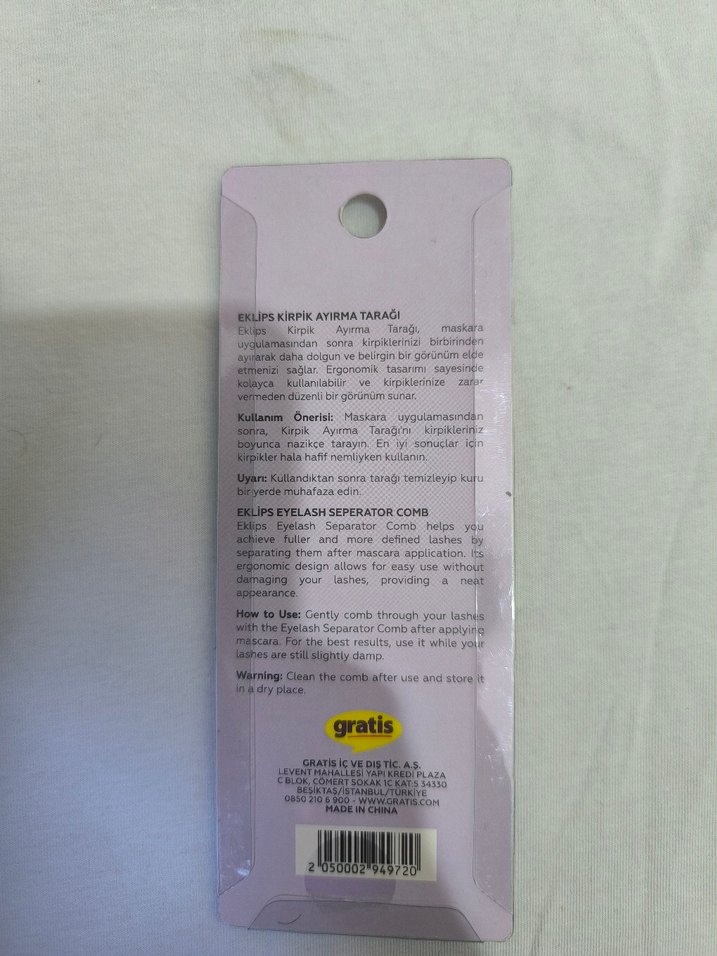 EKLİPS KİRPİK AYIRMA TARAĞI
Eklips Kirpik Ayırma Tarağı, maskara
uygulamasından sonra kirpiklerinizi birbirinden
ayırarak daha dolgun ve belirgin bir görünüm elde
etmenizi sağlar. Ergonomik tasarımı sayesinde
kolayca kullanılabilir ve kirpiklerinize zarar
vermeden düzenli bir görünüm sunar.
Kullanım Önerisi: Maskara uygulamasından
sonra, Kirpik Ayırma Tarağı'nı kirpikleriniz
boyunca nazikçe tarayın. En iyi sonuçlar için
kirpikler hala hafif nemliyken kullanın.
Uyarı: Kullandıktan sonra tarağı temizleyip kuru
bir yerde muhafaza edin.
EKLİPS EYELASH SEPERATOR COMB
Eklips Eyelash Separator Comb helps you
achieve fuller and more defined lashes by
separating them after mascara application. Its
ergonomic design allows for easy use without
damaging your lashes, providing a neat
appearance.
How to Use: Gently comb through your lashes
with the Eyelash Separator Comb after applying
mascara. For the best results, use it while your
lashes are still slightly damp.
Warning: Clean the comb after use and store it
in a dry place.
gratis
GRATİS İÇ VE DIŞ TİC. A.Ş.
LEVENT MAHALLESİ YAPI KREDİ PLAZA
C BLOK, CÖMERT SOKAK 1C KAT:5 34330
BEŞİKTAŞ/İSTANBUL/TÜRKİYE
0850 210 6 900 - WWW.GRATIS.COM
MADE IN CHINA
2 050002 949720